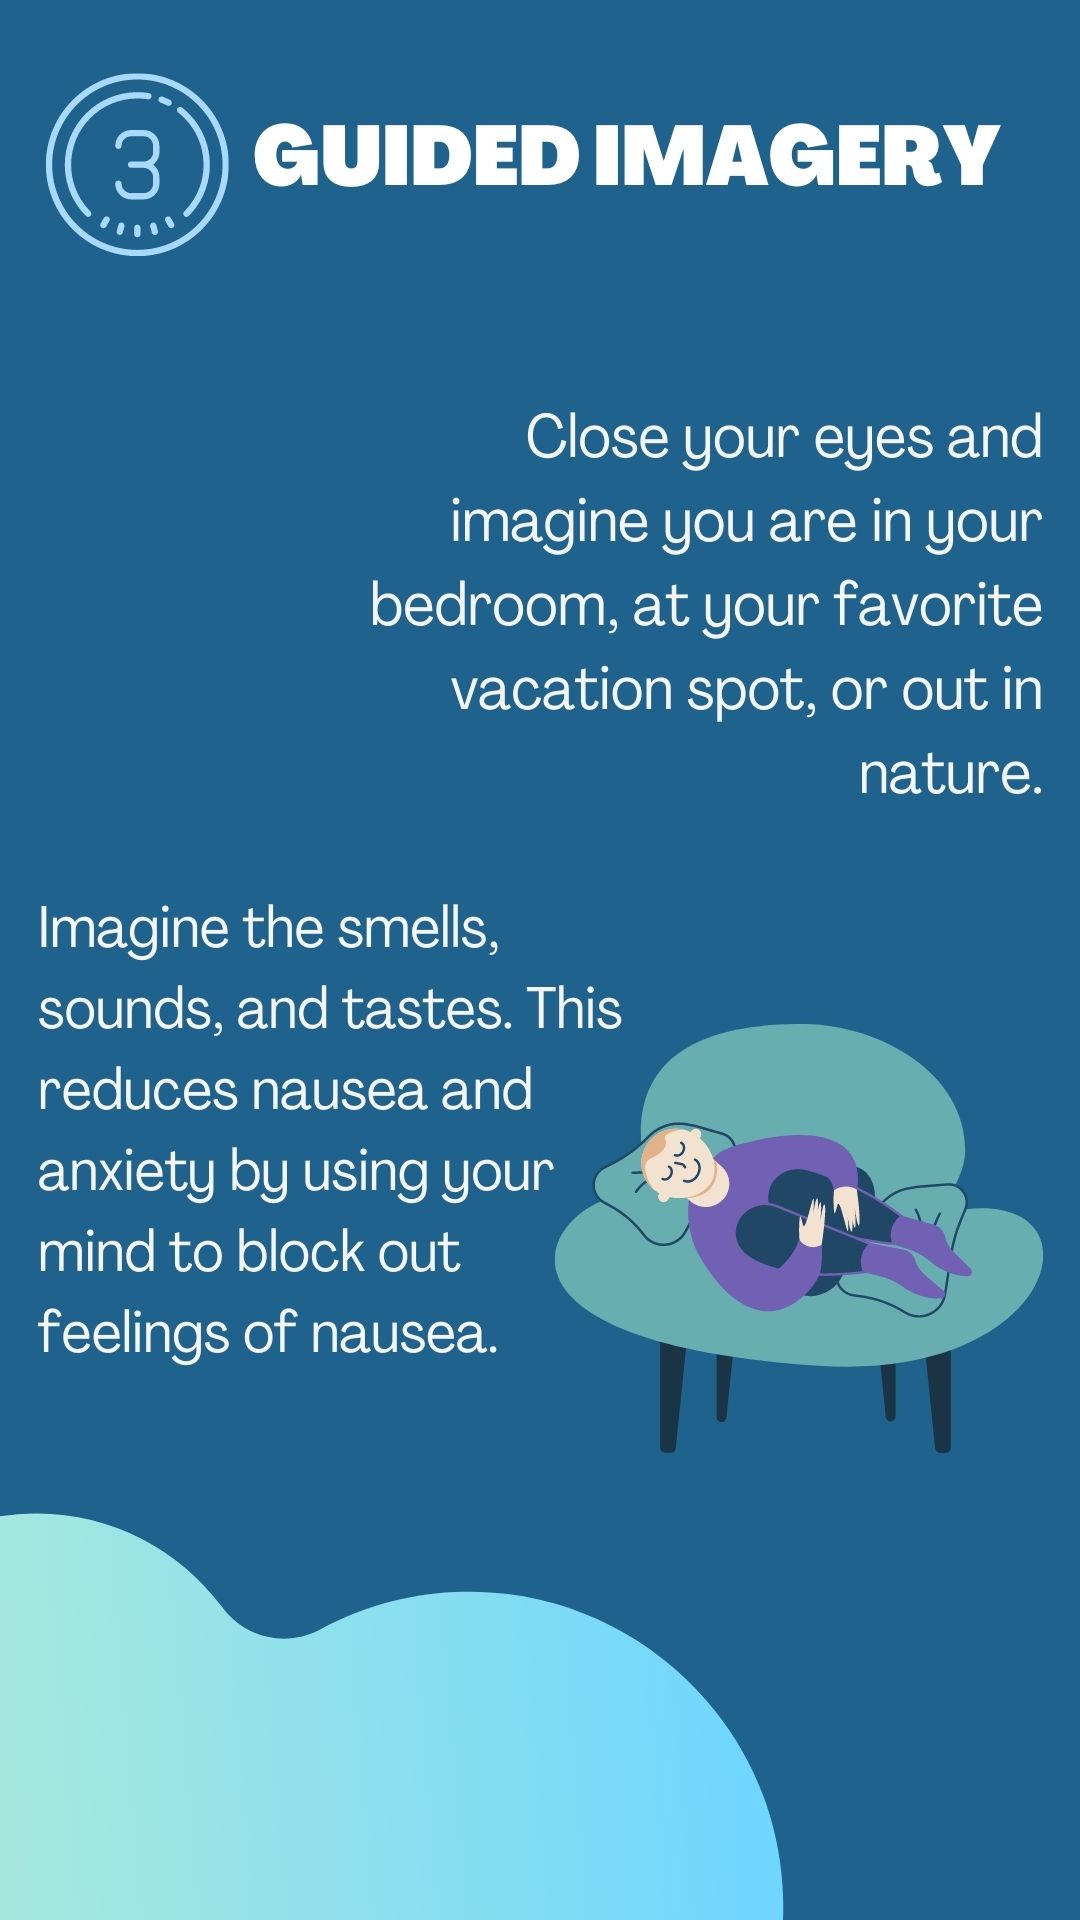 3
GUIDED IMAGERY
Close your eyes and
imagine you are in your
bedroom, at your favorite
vacation spot, or out in
nature.
Imagine the smells,
sounds, and tastes. This
reduces nausea and
anxiety by using your
mind to block out
feelings of nausea.